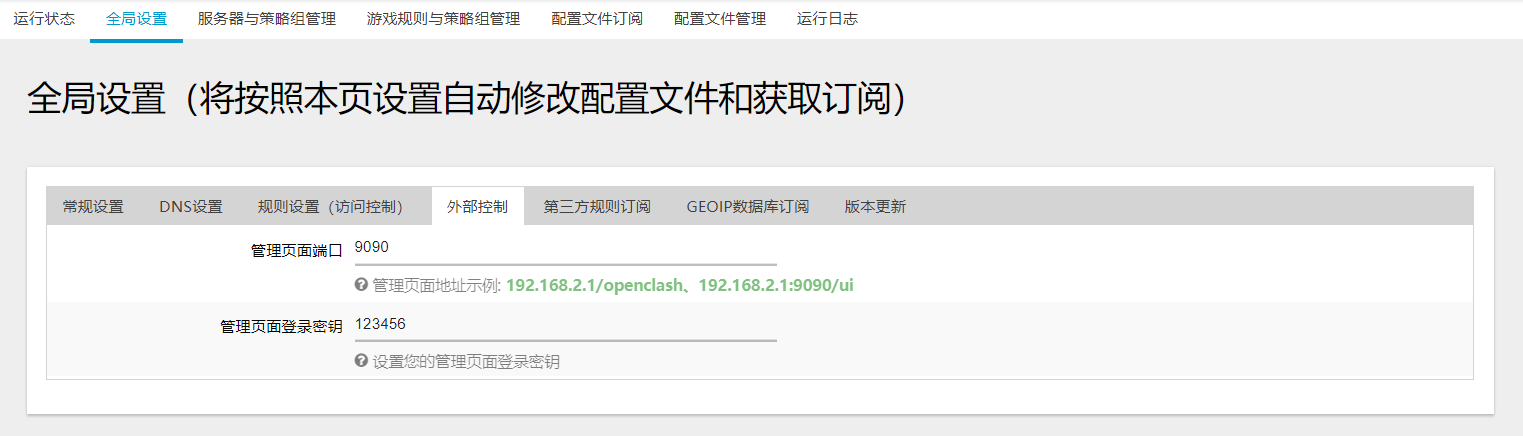 运行状态 全局设置 服务器与策略组管理 游戏规则与策略组管理 配置文件订阅 配置文件管理 运行日志
全局设置（将按照本页设置自动修改配置文件和获取订阅）
常规设置 DNS设置 规则设置（访问控制） 外部控制 第三方规则订阅 GEOIP数据库订阅 版本更新
管理页面端口 9090
管理页面地址示例: 192.168.2.1/openclash、192.168.2.1:9090/ui
管理页面登录密钥 123456
设置您的管理页面登录密钥